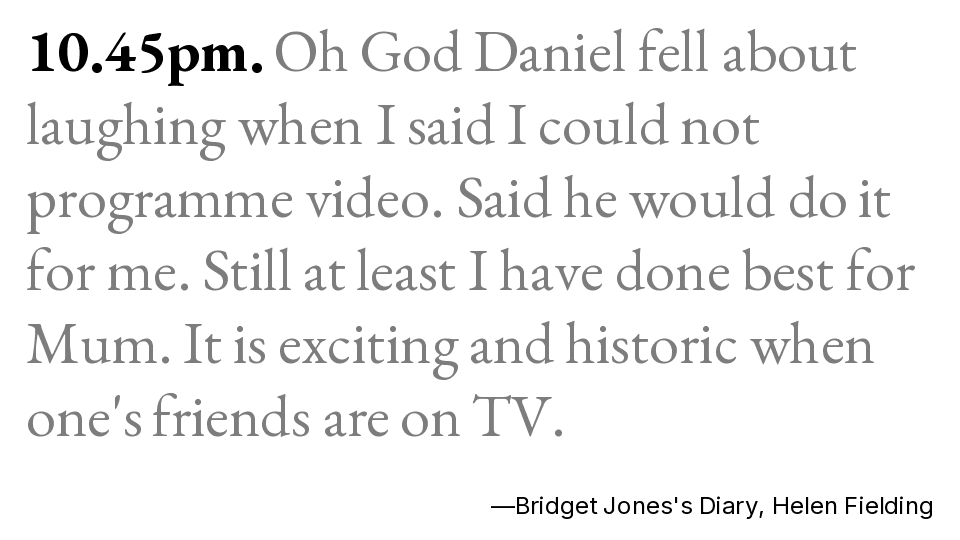 10.45pm. Oh God Daniel fell about
laughing when I said I could not
programme video. Said he would do it
for me. Still at least I have done best for
Mum. It is exciting and historic when
one's friends are on TV.
—Bridget Jones's Diary, Helen Fielding